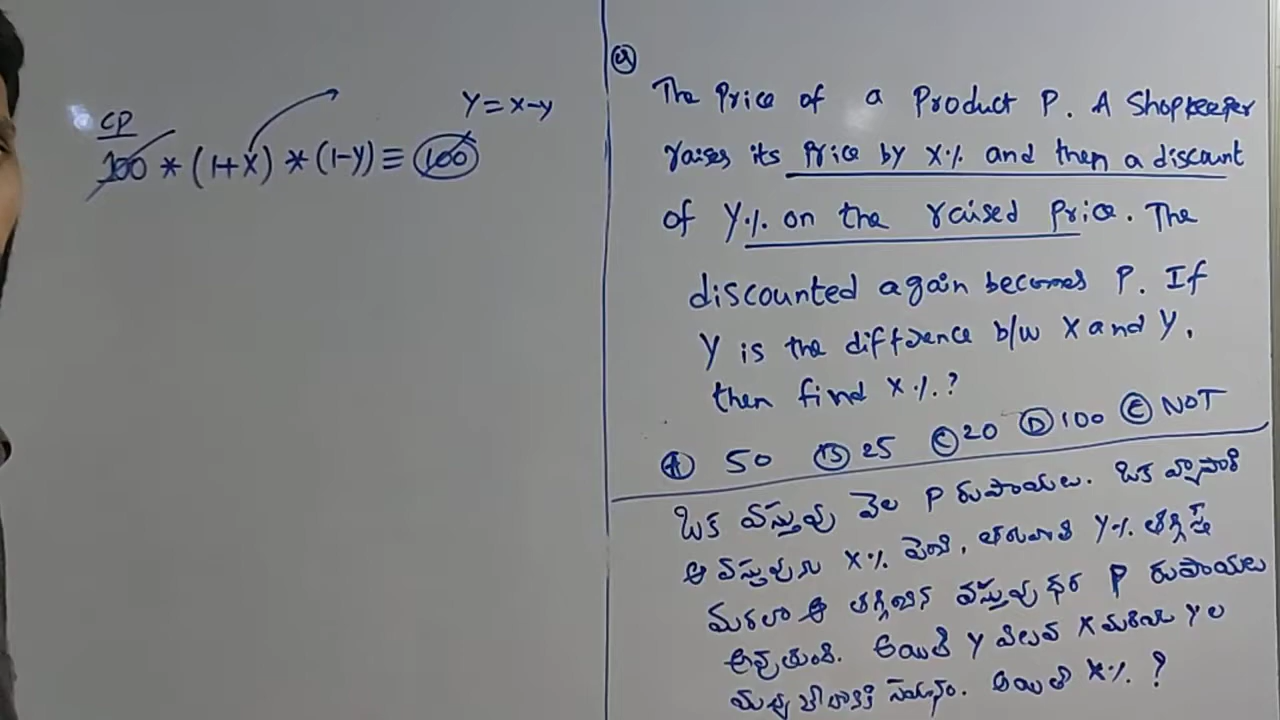 CP
100 * (1+x) * (1-y) ≡ 100
Y = x-y
Q
The Price of a Product P. A Shopkeeper
raises its Price by X% and then a discount
of Y% on the raised Price. The
discounted again becomes P. If
Y is the difference b/w X and Y.
then find X%?
A 50 B 25 C 20 D 100 E NOT
ఒక వస్తువు వెల P రుపాయలు. ఒక వ్యాపారి
ఆ వస్తువును X% పెంచి, తరువాత Y% తగ్గిస్తే
మరలా ఆ తగ్గించిన వస్తువు ధర P రుపాయలు
అవుతుంది. అయితే Y విలువ X మరియు Y ల
మధ్య సమానం. అయితే X% ?